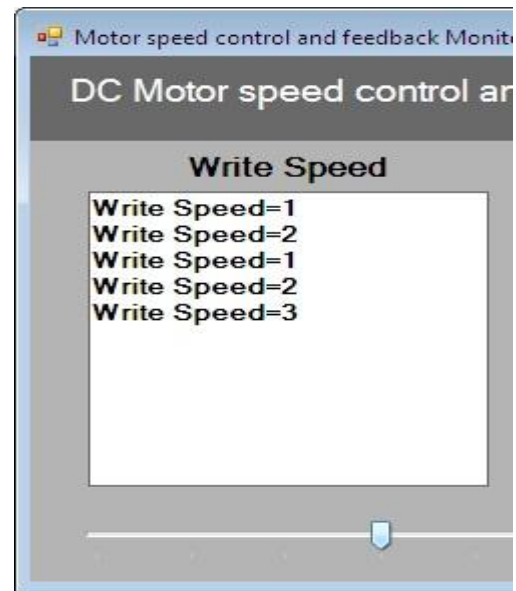 Motor speed control and feedback Monit
DC Motor speed control an
Write Speed
Write Speed=1
Write Speed=2
Write Speed=1
Write Speed=2
Write Speed=3